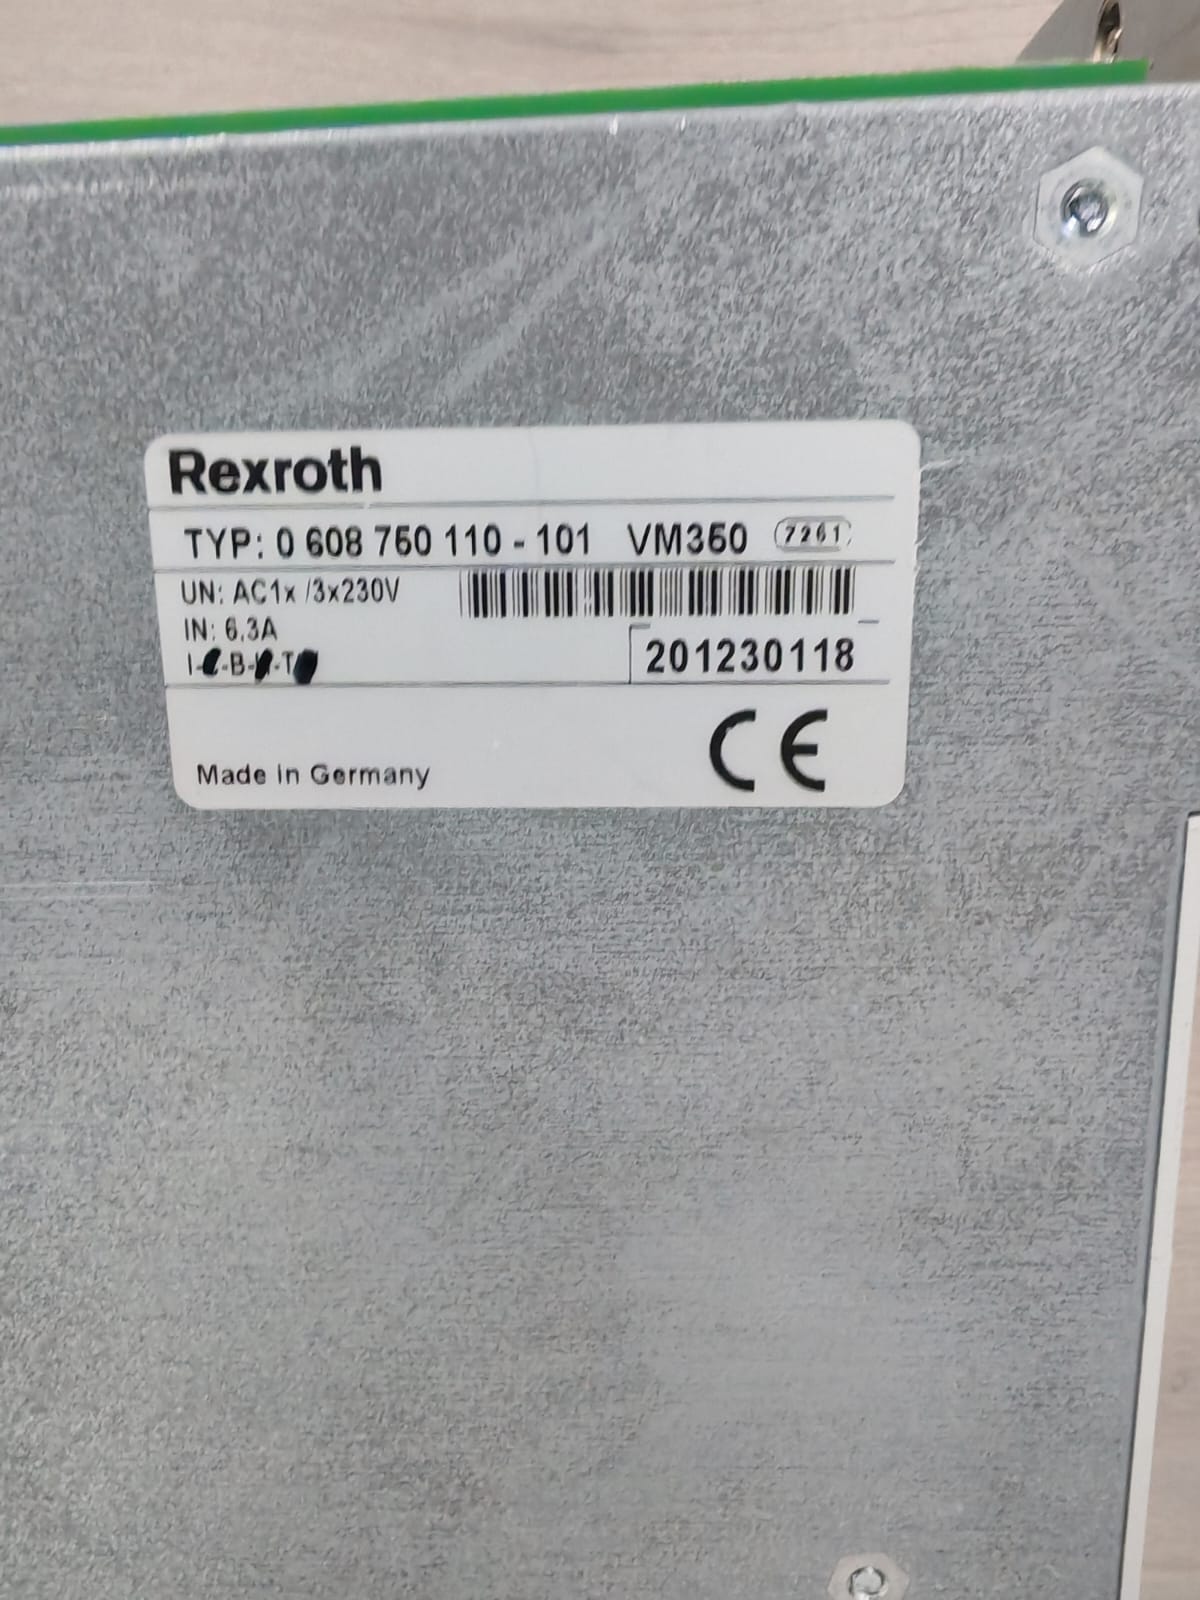 Rexroth
TYP: 0 608 750 110 - 101 VM350 7261
UN: AC1x /3x230V
IN: 6,3A
201230118
Made in Germany
CE